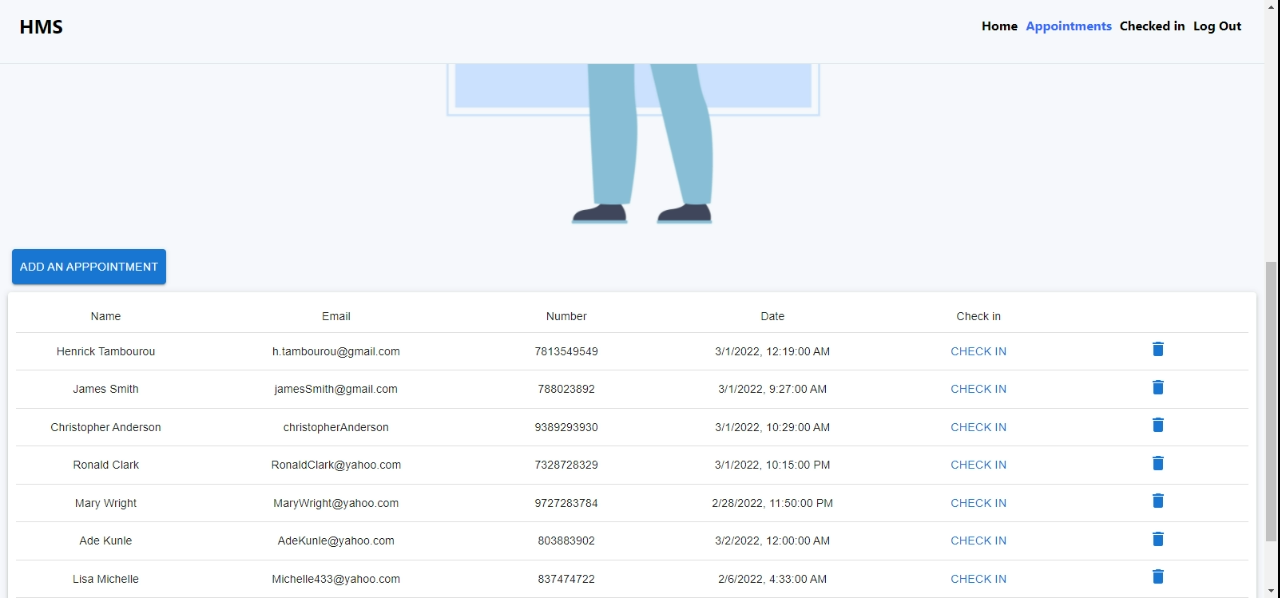 HMS Home Appointments Checked in Log Out
ADD AN APPPOINTMENT
Name Email Number Date Check in
Henrick Tambourou h.tambourou@gmail.com 7813549549 3/1/2022, 12:19:00 AM CHECK IN
James Smith jamesSmith@gmail.com 788023892 3/1/2022, 9:27:00 AM CHECK IN
Christopher Anderson christopherAnderson 9389293930 3/1/2022, 10:29:00 AM CHECK IN
Ronald Clark RonaldClark@yahoo.com 7328728329 3/1/2022, 10:15:00 PM CHECK IN
Mary Wright MaryWright@yahoo.com 9727283784 2/28/2022, 11:50:00 PM CHECK IN
Ade Kunle AdeKunle@yahoo.com 803883902 3/2/2022, 12:00:00 AM CHECK IN
Lisa Michelle Michelle433@yahoo.com 837474722 2/6/2022, 4:33:00 AM CHECK IN